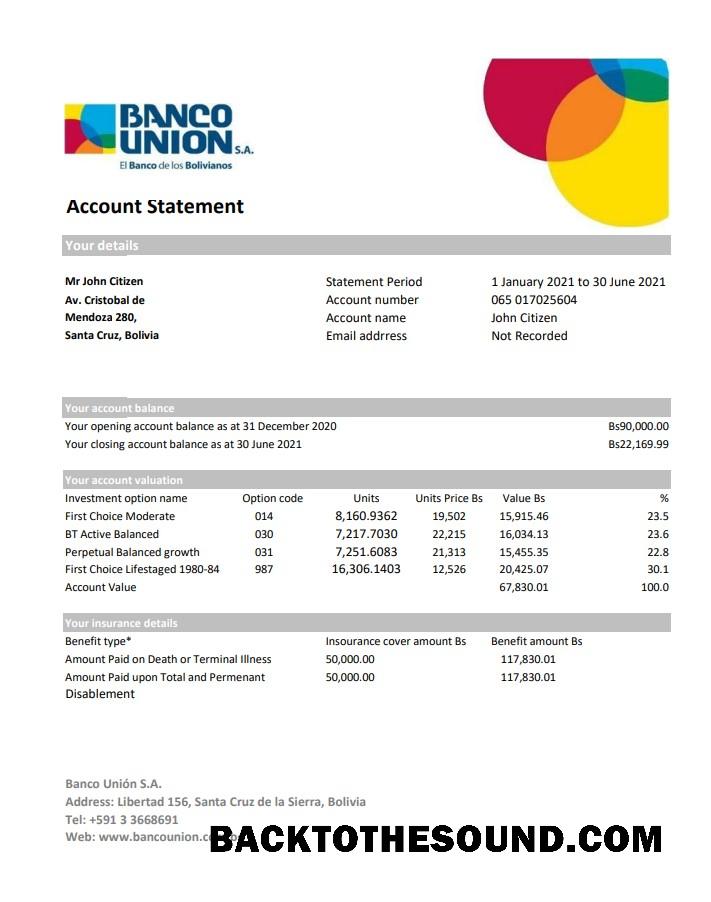 BANCO
UNION S.A.
El Banco de los Bolivianos
Account Statement
Your details
Mr John Citizen Statement Period 1 January 2021 to 30 June 2021
Av. Cristobal de Account number 065 017025604
Mendoza 280, Account name John Citizen
Santa Cruz, Bolivia Email adrress Not Recorded
Your account balance
Your opening account balance as at 31 December 2020 Bs90,000.00
Your closing account balance as at 30 June 2021 Bs22,169.99
Your account valuation
Investment option name Option code Units Units Price Bs Value Bs %
First Choice Moderate 014 8,160.9362 19,502 15,915.46 23.5
BT Active Balanced 030 7,217.7030 22,215 16,034.13 23.6
Perpetual Balanced growth 031 7,251.6083 21,313 15,455.35 22.8
First Choice Lifestaged 1980-84 987 16,306.1403 12,526 20,425.07 30.1
Account Value 67,830.01 100.0
Your insurance details
Benefit type* Insourance cover amount Bs Benefit amount Bs
Amount Paid on Death or Terminal Illness 50,000.00 117,830.01
Amount Paid upon Total and Permenant 50,000.00 117,830.01
Disablement
Banco Unión S.A.
Address: Libertad 156, Santa Cruz de la Sierra, Bolivia
Tel: +591 3 3668691
Web: www.bancounion.co
BACKTOTHESOUND.COM